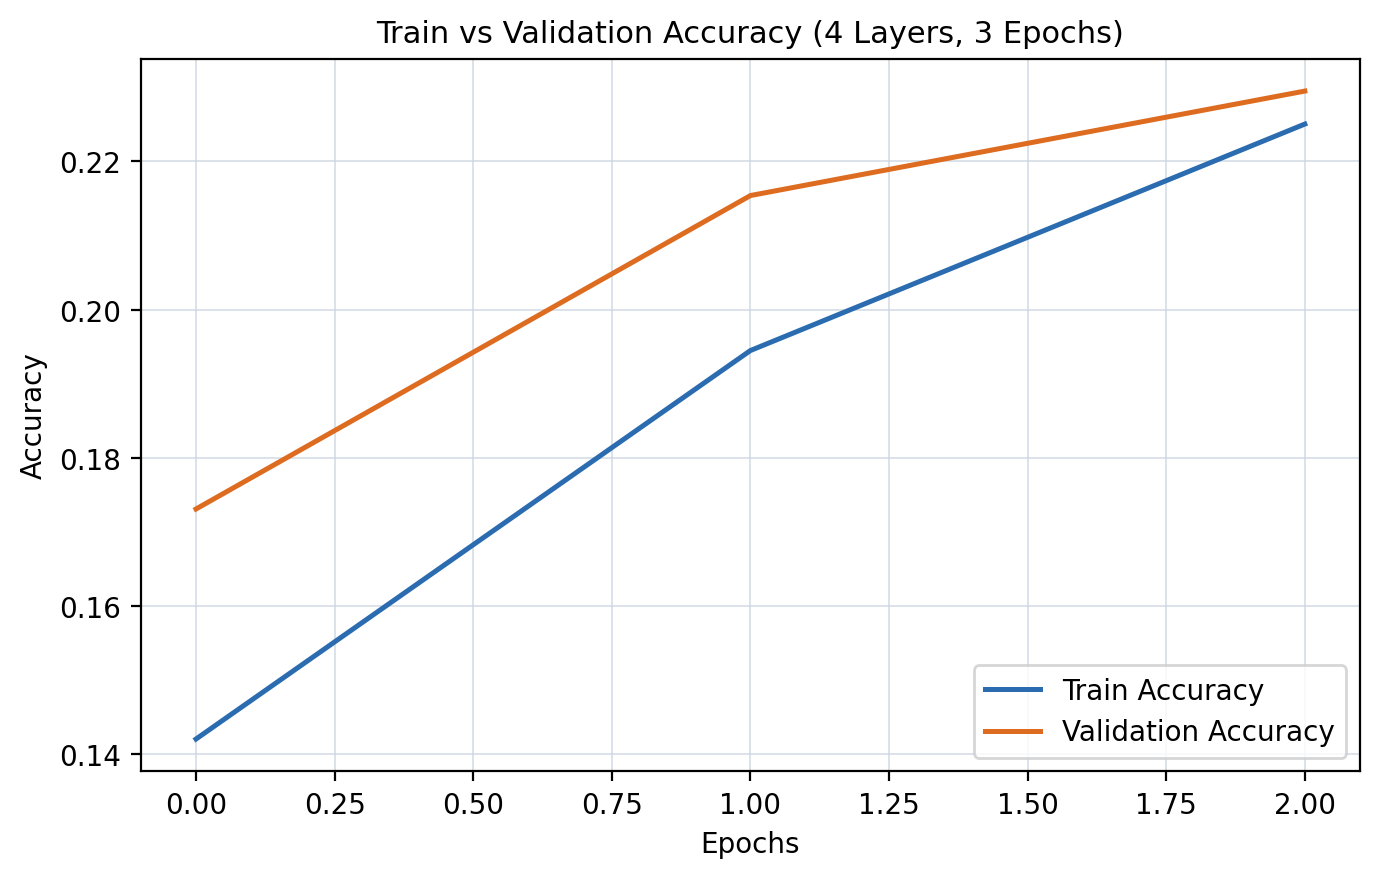 Train vs Validation Accuracy (4 Layers, 3 Epochs)
Accuracy
0.22
0.20
0.18
0.16
0.14
0.00 0.25 0.50 0.75 1.00 1.25 1.50 1.75 2.00
Epochs
Train Accuracy
Validation Accuracy